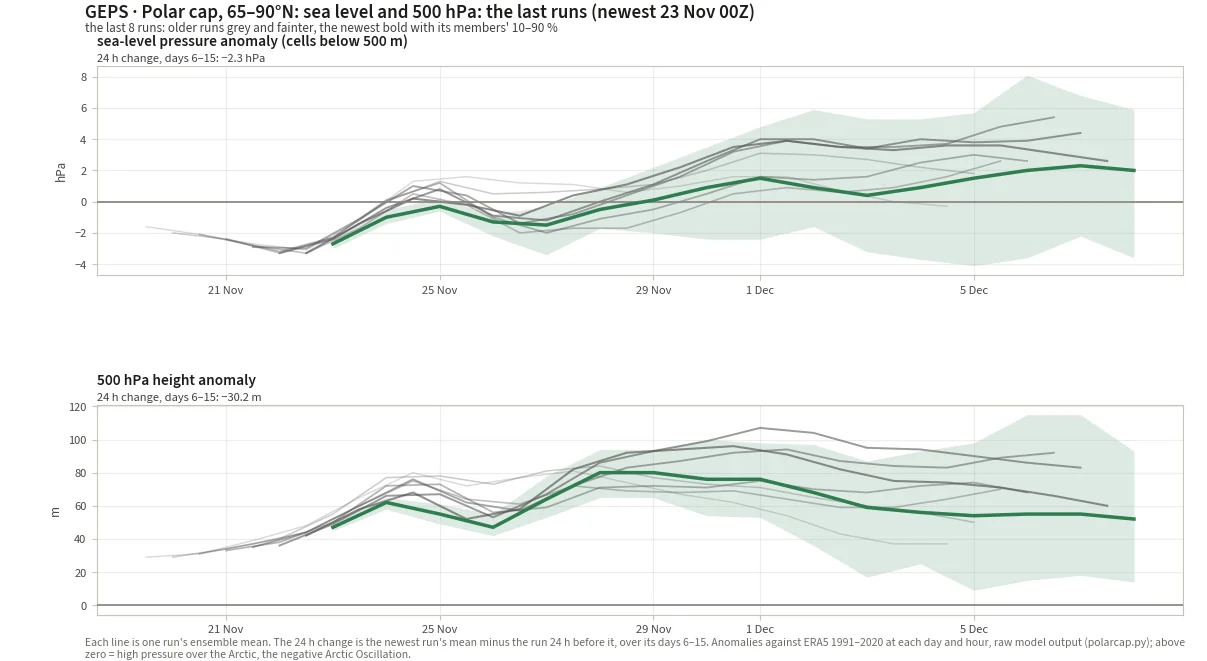 GEPS · Polar cap, 65–90°N: sea level and 500 hPa: the last runs (newest 23 Nov 00Z)
the last 8 runs: older runs grey and fainter, the newest bold with its members' 10–90 %
sea-level pressure anomaly (cells below 500 m)
24 h change, days 6–15: −2.3 hPa
8
6
4
2
0
−2
−4
hPa
21 Nov
25 Nov
29 Nov
1 Dec
5 Dec
500 hPa height anomaly
24 h change, days 6–15: −30.2 m
120
100
80
60
40
20
0
m
21 Nov
25 Nov
29 Nov
1 Dec
5 Dec
Each line is one run's ensemble mean. The 24 h change is the newest run's mean minus the run 24 h before it, over its days 6–15. Anomalies against ERA5 1991–2020 at each day and hour, raw model output (polarcap.py); above
zero = high pressure over the Arctic, the negative Arctic Oscillation.